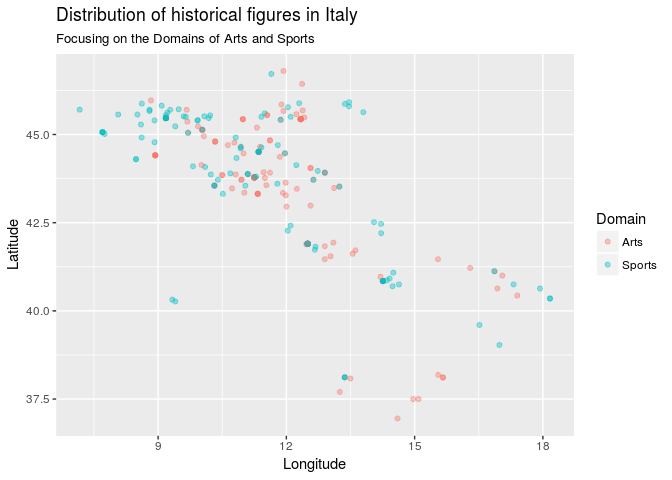 Distribution of historical figures in Italy
Focusing on the Domains of Arts and Sports
45.0
42.5
40.0
37.5
Latitude
9
12
15
18
Longitude
Domain
Arts
Sports